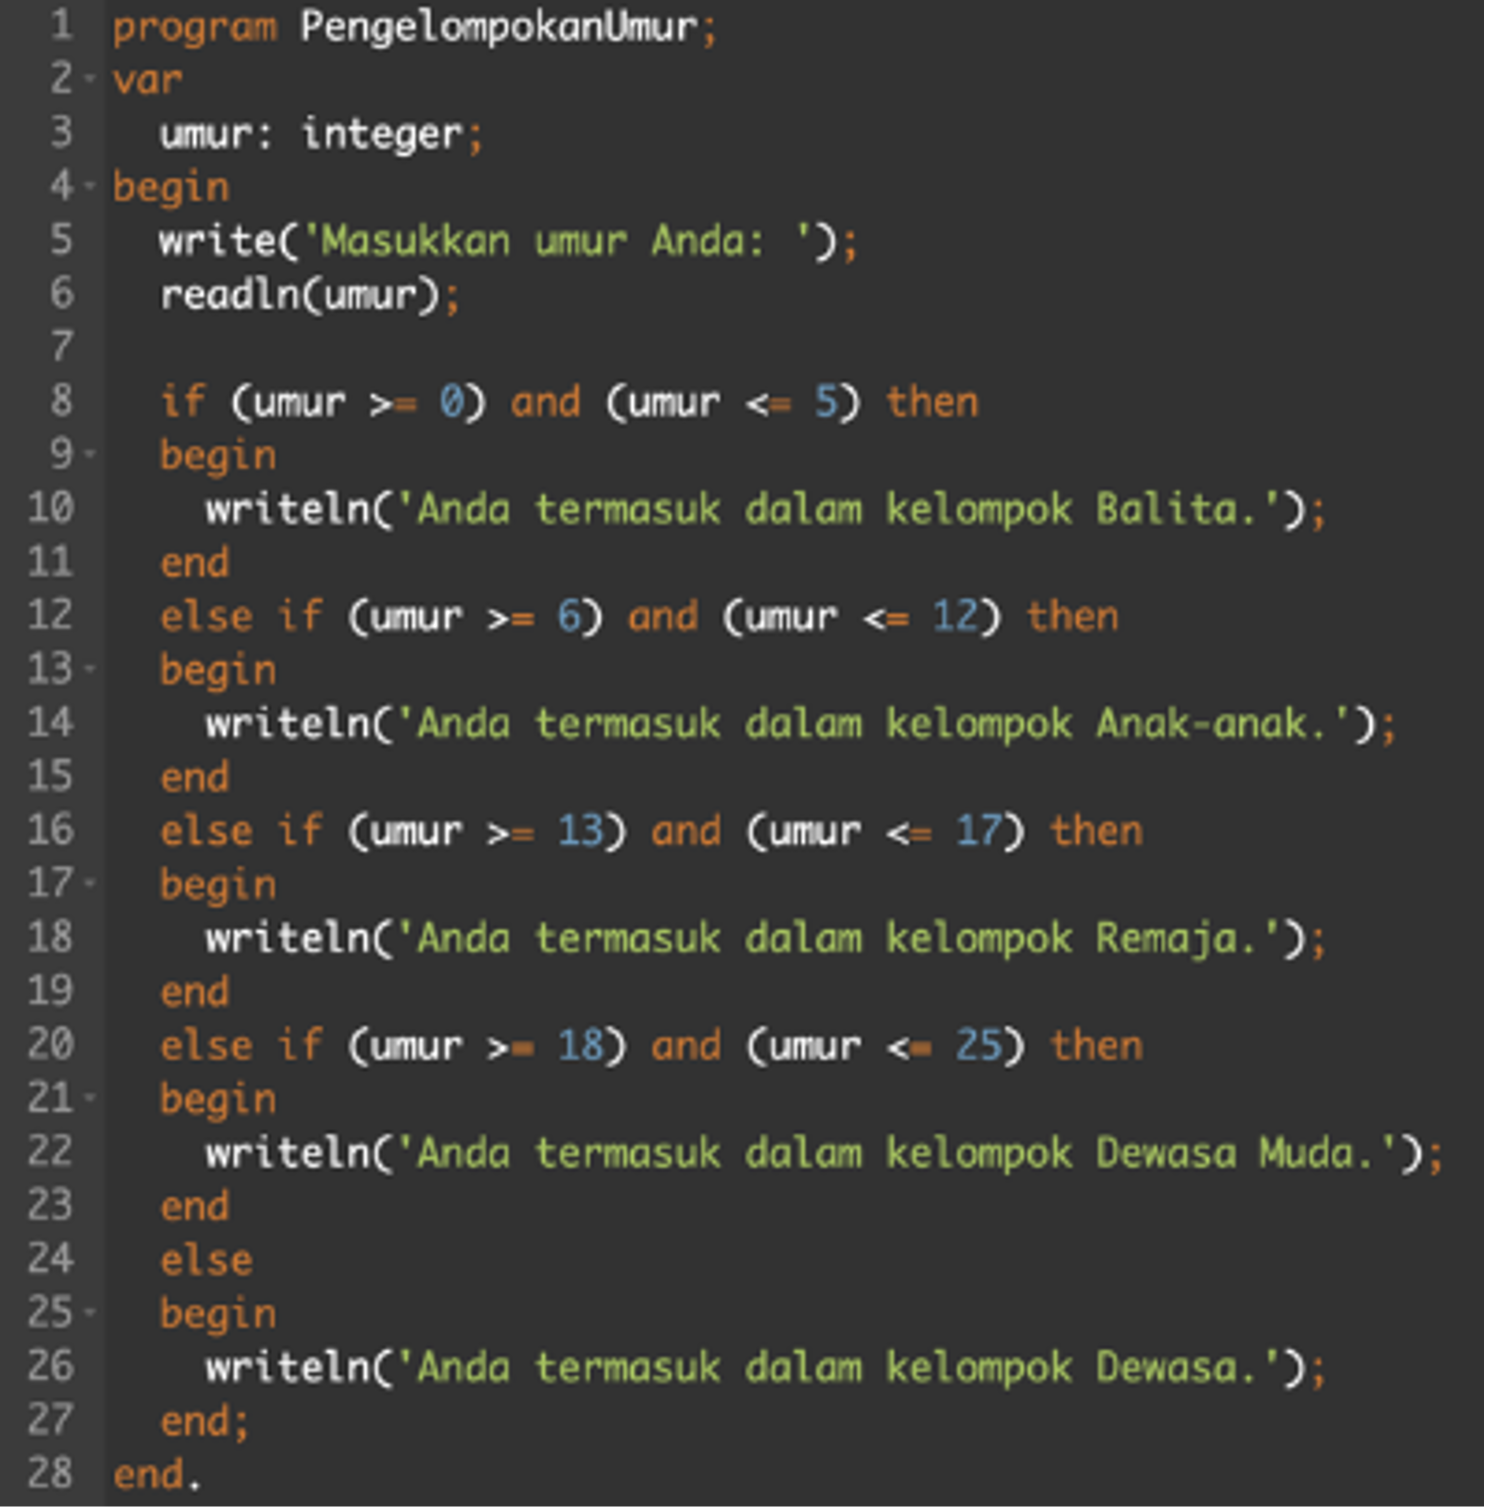 1 program PengelompokanUmur;
2 var
3   umur: integer;
4 begin
5   write('Masukkan umur Anda: ');
6   readln(umur);
7
8   if (umur >= 0) and (umur <= 5) then
9   begin
10     writeln('Anda termasuk dalam kelompok Balita.');
11   end
12   else if (umur >= 6) and (umur <= 12) then
13   begin
14     writeln('Anda termasuk dalam kelompok Anak-anak.');
15   end
16   else if (umur >= 13) and (umur <= 17) then
17   begin
18     writeln('Anda termasuk dalam kelompok Remaja.');
19   end
20   else if (umur >= 18) and (umur <= 25) then
21   begin
22     writeln('Anda termasuk dalam kelompok Dewasa Muda.');
23   end
24   else
25   begin
26     writeln('Anda termasuk dalam kelompok Dewasa.');
27   end;
28 end.